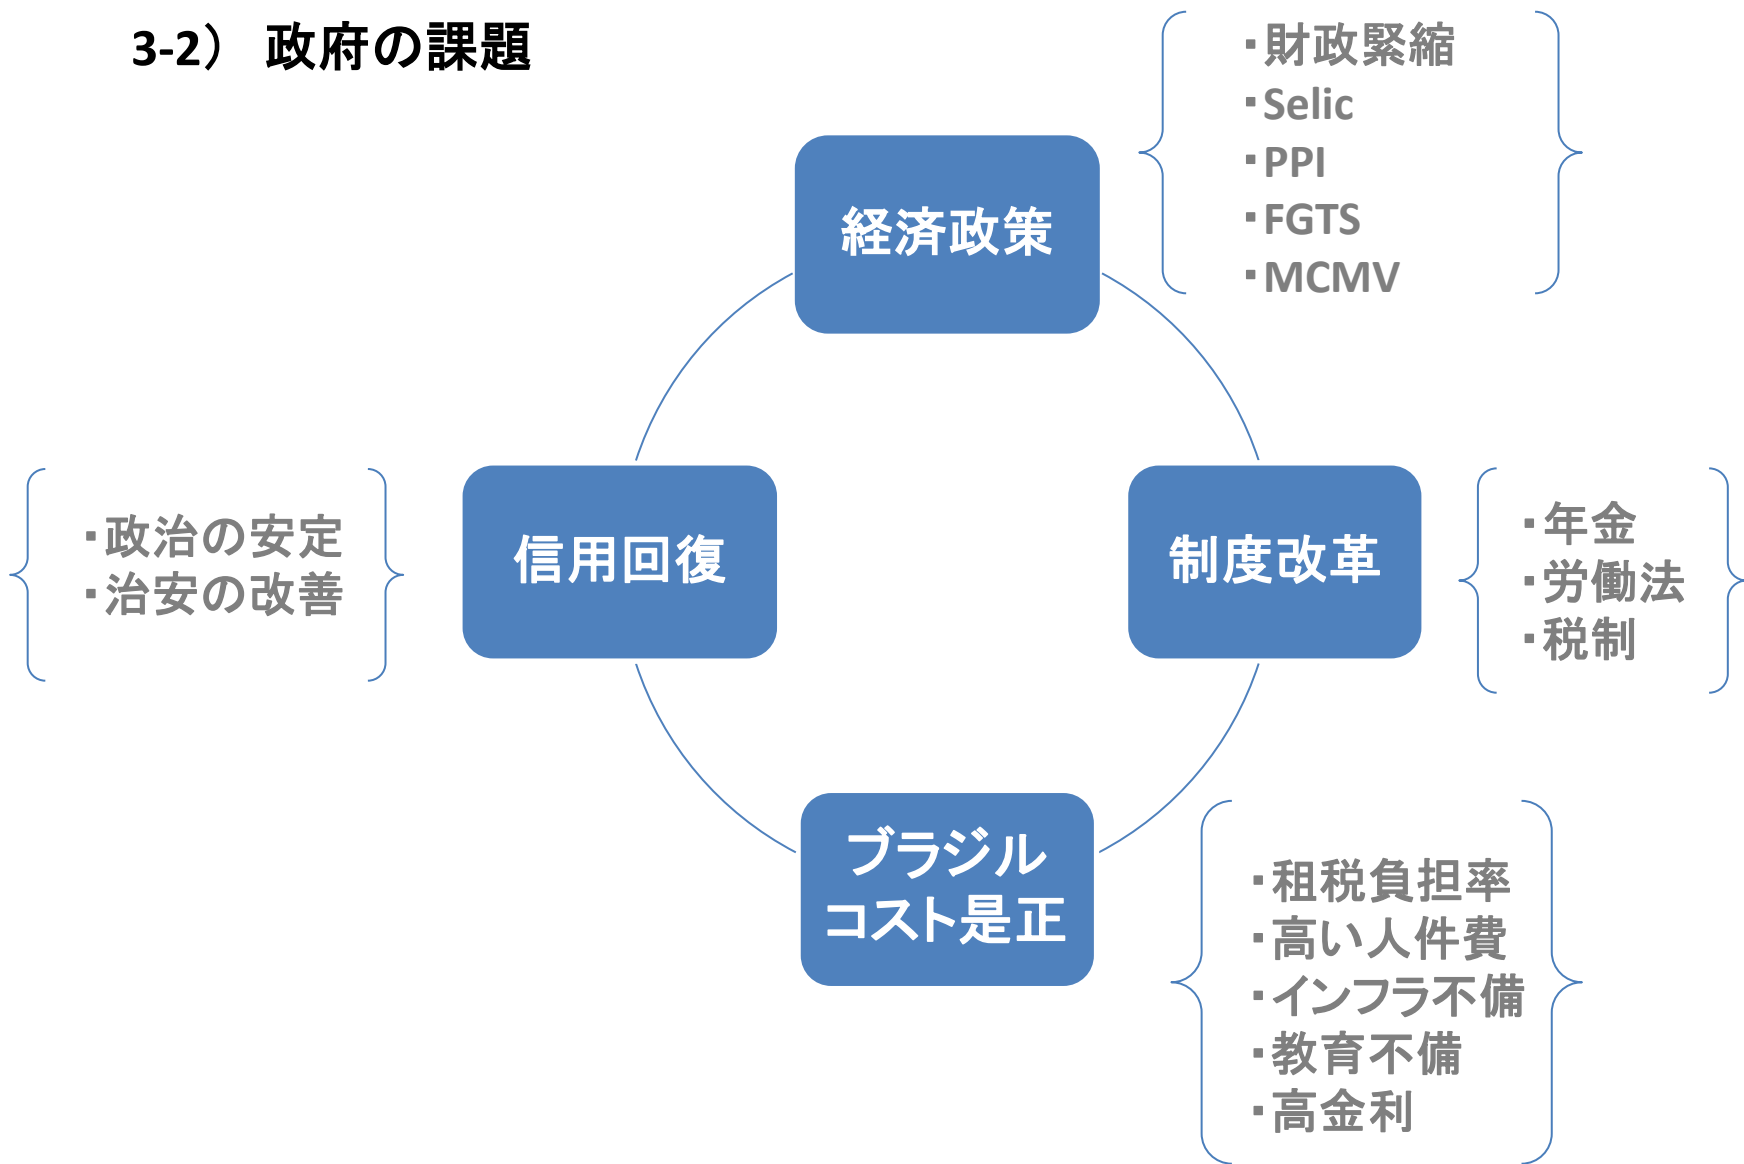 3-2） 政府の課題
経済政策
・財政緊縮
・Selic
・PPI
・FGTS
・MCMV
制度改革
・年金
・労働法
・税制
ブラジル
コスト是正
・租税負担率
・高い人件費
・インフラ不備
・教育不備
・高金利
信用回復
・政治の安定
・治安の改善